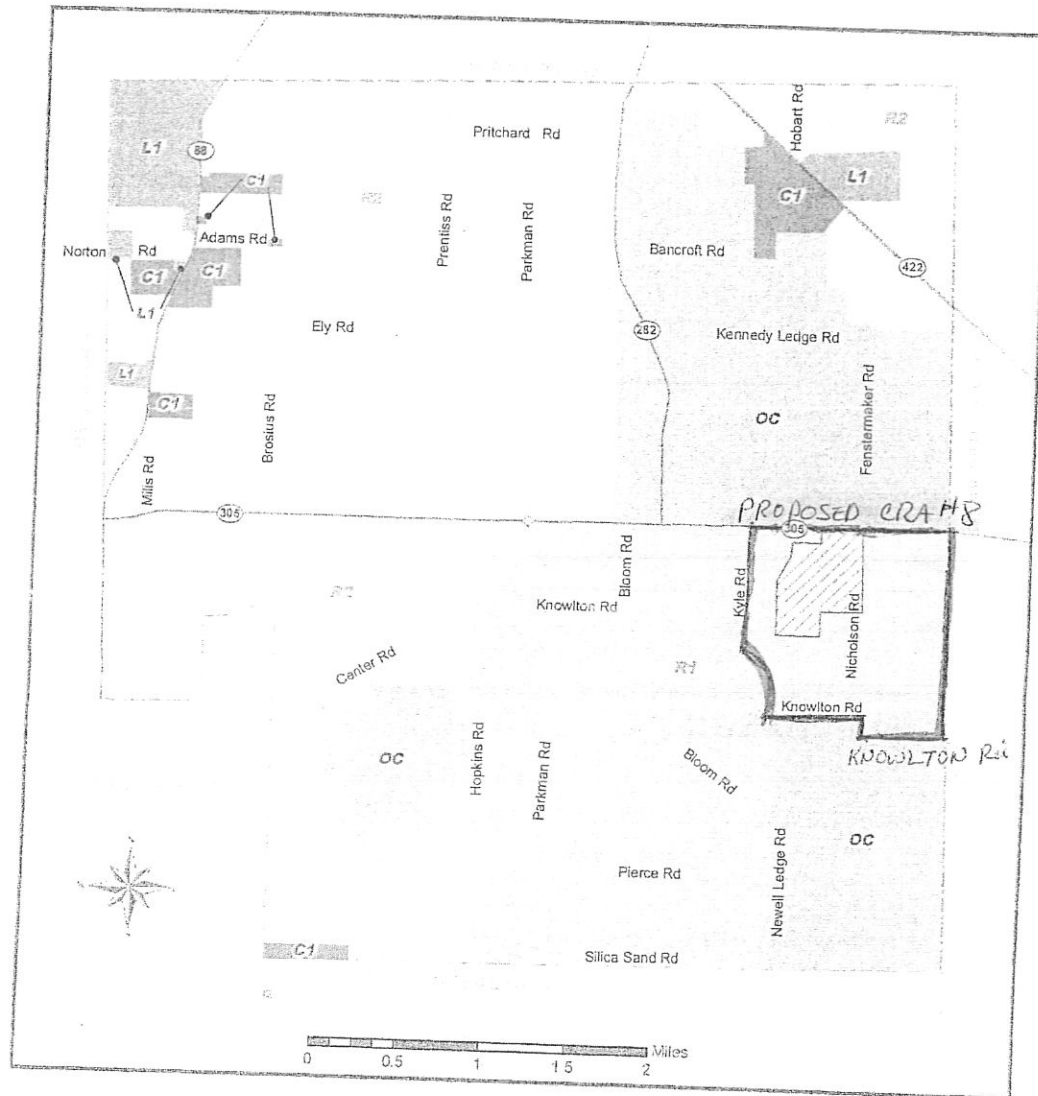 Hobart Rd
R2
Pritchard Rd
L1
88
C1
R2
L1
C1
Prentiss Rd
Parkman Rd
Norton Rd
Adams Rd
Bancroft Rd
C1
C1
422
L1
Ely Rd
282
Kennedy Ledge Rd
L1
C1
Brosius Rd
Fenstermaker Rd
OC
Mills Rd
305
PROPOSED CRA #8
305
Bloom Rd
Kyle Rd
Knowlton Rd
Nicholson Rd
Center Rd
R1
Knowlton Rd
KNOWLTON Rd
Hopkins Rd
Parkman Rd
Bloom Rd
OC
OC
Newell Ledge Rd
Pierce Rd
C1
Silica Sand Rd
Miles
0 0.5 1 1.5 2